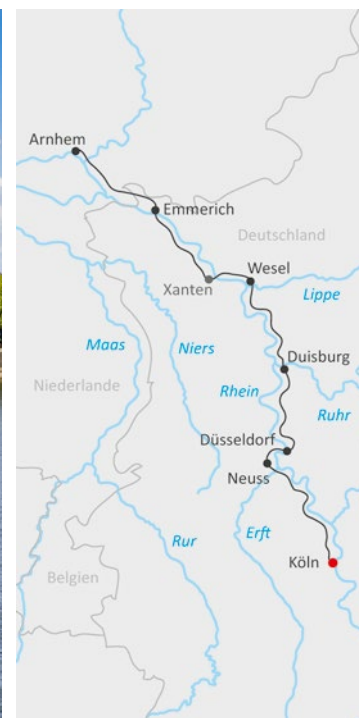 Arnhem
Emmerich
Deutschland
Wesel
Xanten
Lippe
Maas
Niers
Duisburg
Niederlande
Rhein
Ruhr
Düsseldorf
Neuss
Rur
Erft
Köln
Belgien